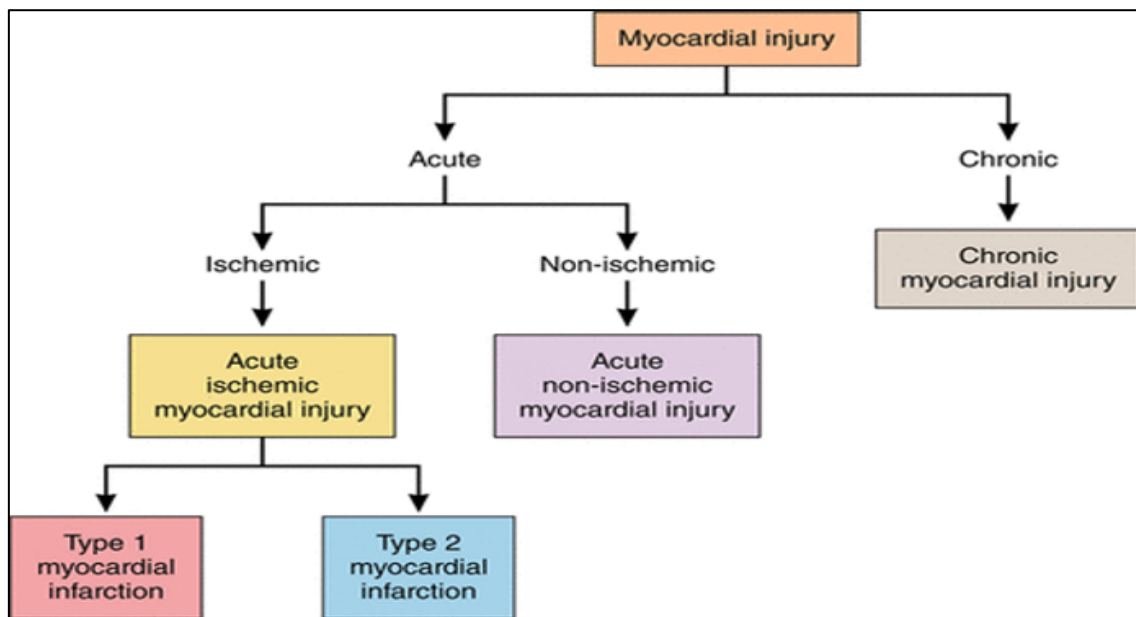 Myocardial injury
Acute
Chronic
Ischemic
Non-ischemic
Chronic
myocardial injury
Acute
ischemic
myocardial injury
Acute
non-ischemic
myocardial injury
Type 1
myocardial
infarction
Type 2
myocardial
infarction